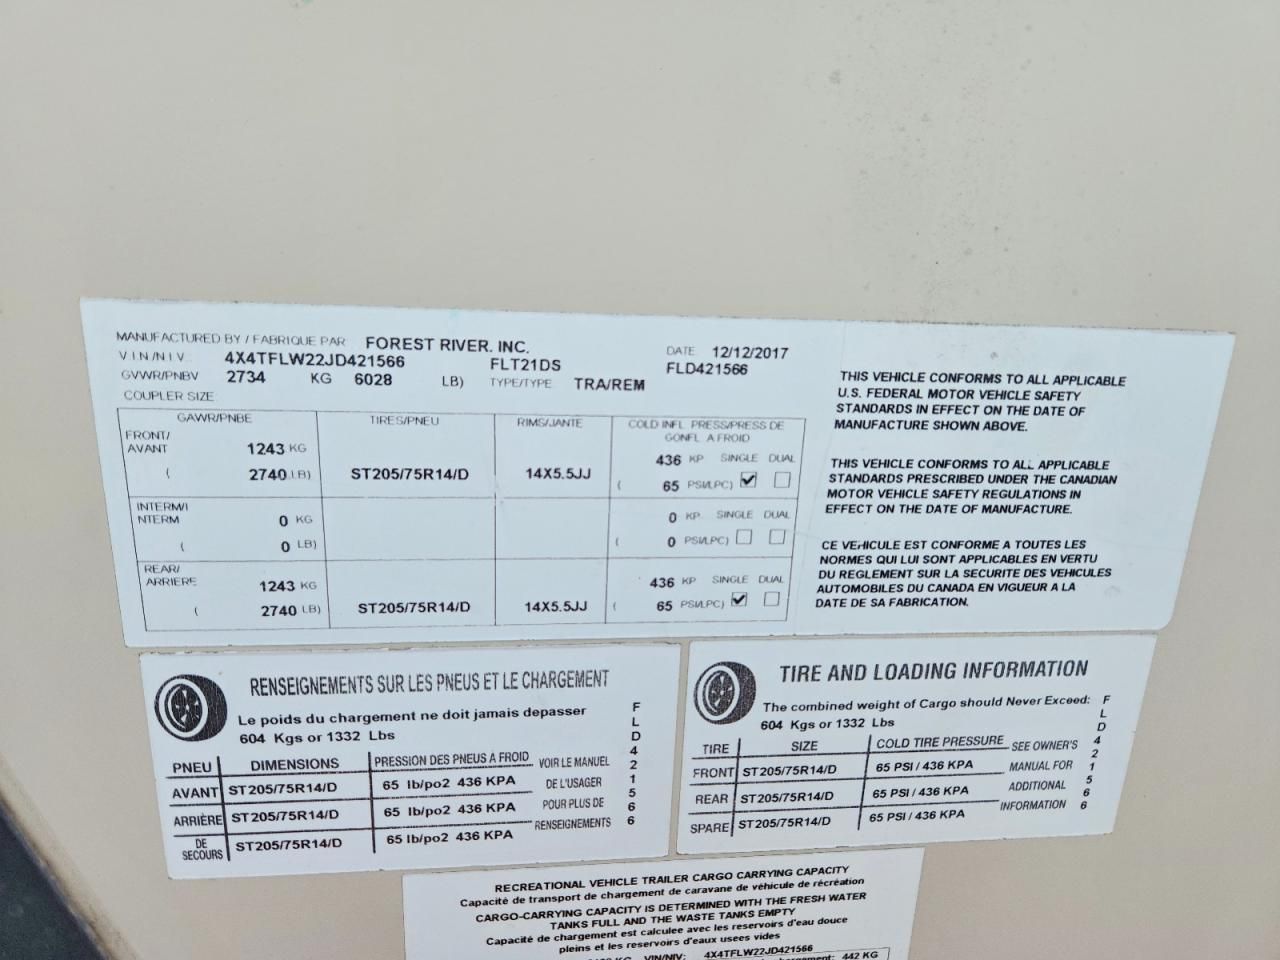 MANUFACTURED BY / FABRIQUE PAR FOREST RIVER. INC.
DATE 12/12/2017
V I N /N I V 4X4TFLW22JD421566 FLT21DS FLD421566
GVWR/PNBV 2734 KG 6028 LB) TYPE/TYPE TRA/REM
COUPLER SIZE
GAWR/PNBE TIRES/PNEU RIMS/JANTE COLD INFL PRESS/PRESS DE
GONFL A FROID
FRONT/
AVANT 1243 KG 436 KP SINGLE DUAL
( 2740 LB) ST205/75R14/D 14X5.5JJ ( 65 PSI/LPC)
INTERM/I
NTERM 0 KG 0 KP SINGLE DUAL
( 0 LB) ( 0 PSI/LPC)
REAR/
ARRIERE 1243 KG 436 KP SINGLE DUAL
( 2740 LB) ST205/75R14/D 14X5.5JJ ( 65 PSI/LPC)
THIS VEHICLE CONFORMS TO ALL APPLICABLE
U.S. FEDERAL MOTOR VEHICLE SAFETY
STANDARDS IN EFFECT ON THE DATE OF
MANUFACTURE SHOWN ABOVE.
THIS VEHICLE CONFORMS TO ALL APPLICABLE
STANDARDS PRESCRIBED UNDER THE CANADIAN
MOTOR VEHICLE SAFETY REGULATIONS IN
EFFECT ON THE DATE OF MANUFACTURE.
CE VEHICULE EST CONFORME A TOUTES LES
NORMES QUI LUI SONT APPLICABLES EN VERTU
DU REGLEMENT SUR LA SECURITE DES VEHICULES
AUTOMOBILES DU CANADA EN VIGUEUR A LA
DATE DE SA FABRICATION.
RENSEIGNEMENTS SUR LES PNEUS ET LE CHARGEMENT
Le poids du chargement ne doit jamais depasser
604 Kgs or 1332 Lbs
PNEU DIMENSIONS PRESSION DES PNEUS À FROID VOIR LE MANUEL
AVANT ST205/75R14/D 65 lb/po2 436 KPA DE L'USAGER
ARRIÈRE ST205/75R14/D 65 lb/po2 436 KPA POUR PLUS DE
DE
SECOURS ST205/75R14/D 65 lb/po2 436 KPA RENSEIGNEMENTS
FLD421566
TIRE AND LOADING INFORMATION
The combined weight of Cargo should Never Exceed:
604 Kgs or 1332 Lbs
TIRE SIZE COLD TIRE PRESSURE SEE OWNER'S
FRONT ST205/75R14/D 65 PSI / 436 KPA MANUAL FOR
REAR ST205/75R14/D 65 PSI / 436 KPA ADDITIONAL
SPARE ST205/75R14/D 65 PSI / 436 KPA INFORMATION
FLD421566
RECREATIONAL VEHICLE TRAILER CARGO CARRYING CAPACITY
Capacité de transport de chargement de caravane de véhicule de récréation
CARGO-CARRYING CAPACITY IS DETERMINED WITH THE FRESH WATER
TANKS FULL AND THE WASTE TANKS EMPTY
Capacité de chargement est calculee avec les reservoirs d'eau douce
pleins et les reservoirs d'eaux usees vides
KG VIN/NIV: 4X4TFLW22JD421566
442 KG